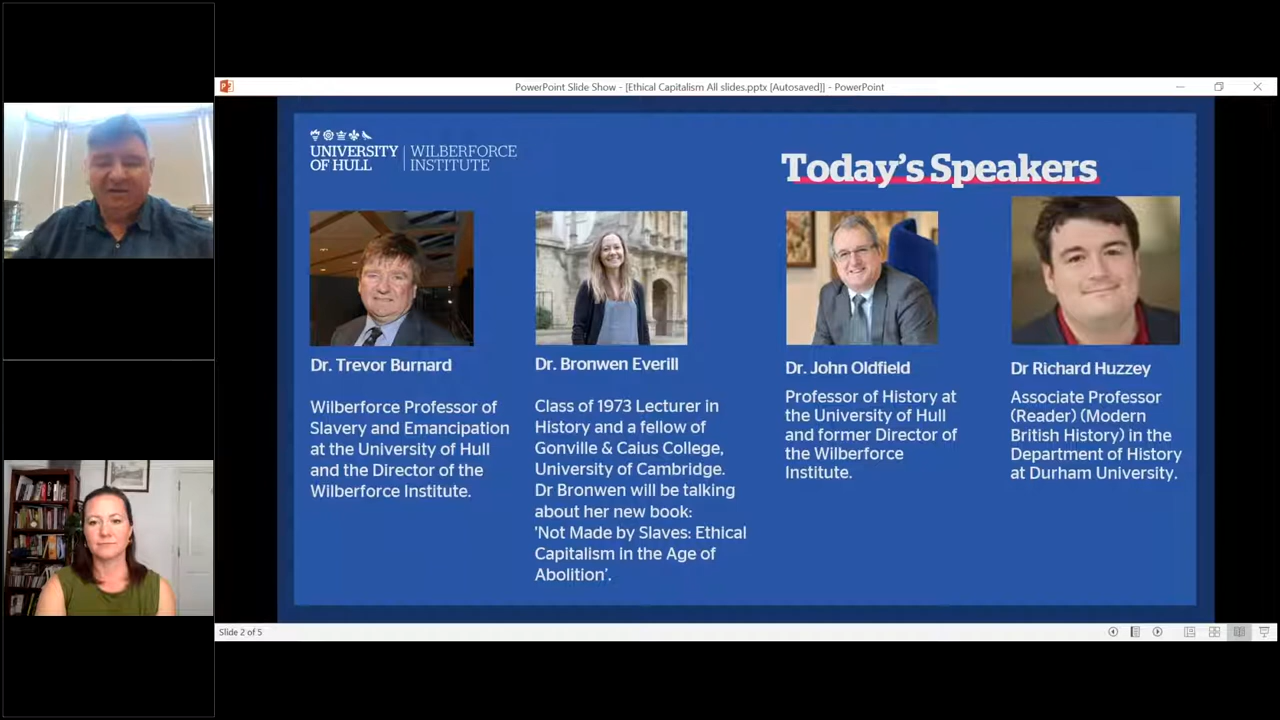 PowerPoint Slide Show - [Ethical Capitalism All slides.pptx [Autosaved]] - PowerPoint
UNIVERSITY
OF HULL
WILBERFORCE
INSTITUTE
Today's Speakers
Dr. Trevor Burnard
Wilberforce Professor of
Slavery and Emancipation
at the University of Hull
and the Director of the
Wilberforce Institute.
Dr. Bronwen Everill
Class of 1973 Lecturer in
History and a fellow of
Gonville & Caius College,
University of Cambridge.
Dr Bronwen will be talking
about her new book:
'Not Made by Slaves: Ethical
Capitalism in the Age of
Abolition'.
Dr. John Oldfield
Professor of History at
the University of Hull
and former Director of
the Wilberforce
Institute.
Dr Richard Huzzey
Associate Professor
(Reader) (Modern
British History) in the
Department of History
at Durham University.
Slide 2 of 5